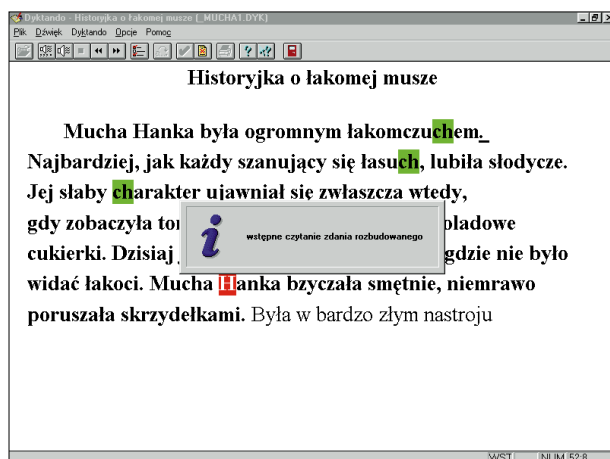 Dyktando - Historyjka o łakomej musze (_MUCHA1.DYK)
Plik Dźwięk Dyktando Opcje Pomoc
Historyjka o łakomej musze
Mucha Hanka była ogromnym łakomczuchem._
Najbardziej, jak każdy szanujący się łasuch, lubiła słodycze.
Jej słaby charakter ujawniał się zwłaszcza wtedy,
gdy zobaczyła oladowe
wstępne czytanie zdania rozbudowanego
cukierki. Dzisiaj gdzie nie było
widać łakoci. Mucha Hanka bzyczała smętnie, niemrawo
poruszała skrzydełkami. Była w bardzo złym nastroju
WST NUM 52:8